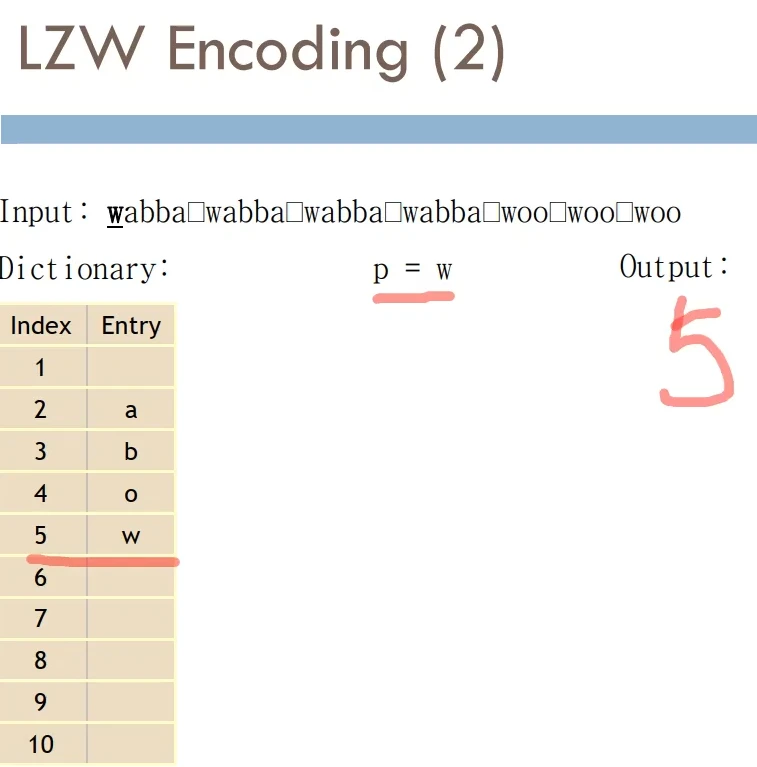 LZW Encoding (2)
Input: wabba□wabba□wabba□wabba□woo□woo□woo
Dictionary: p = w Output:
5
Index Entry
1
2 a
3 b
4 o
5 w
6
7
8
9
10